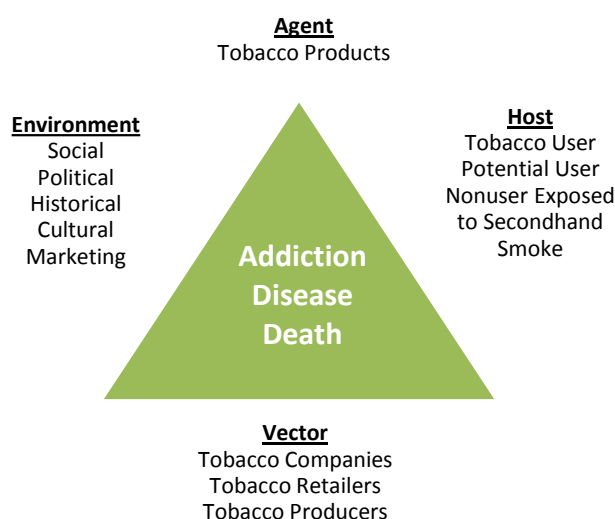 Agent
Tobacco Products
Environment
Social
Political
Historical
Cultural
Marketing
Host
Tobacco User
Potential User
Nonuser Exposed
to Secondhand
Smoke
Addiction
Disease
Death
Vector
Tobacco Companies
Tobacco Retailers
Tobacco Producers